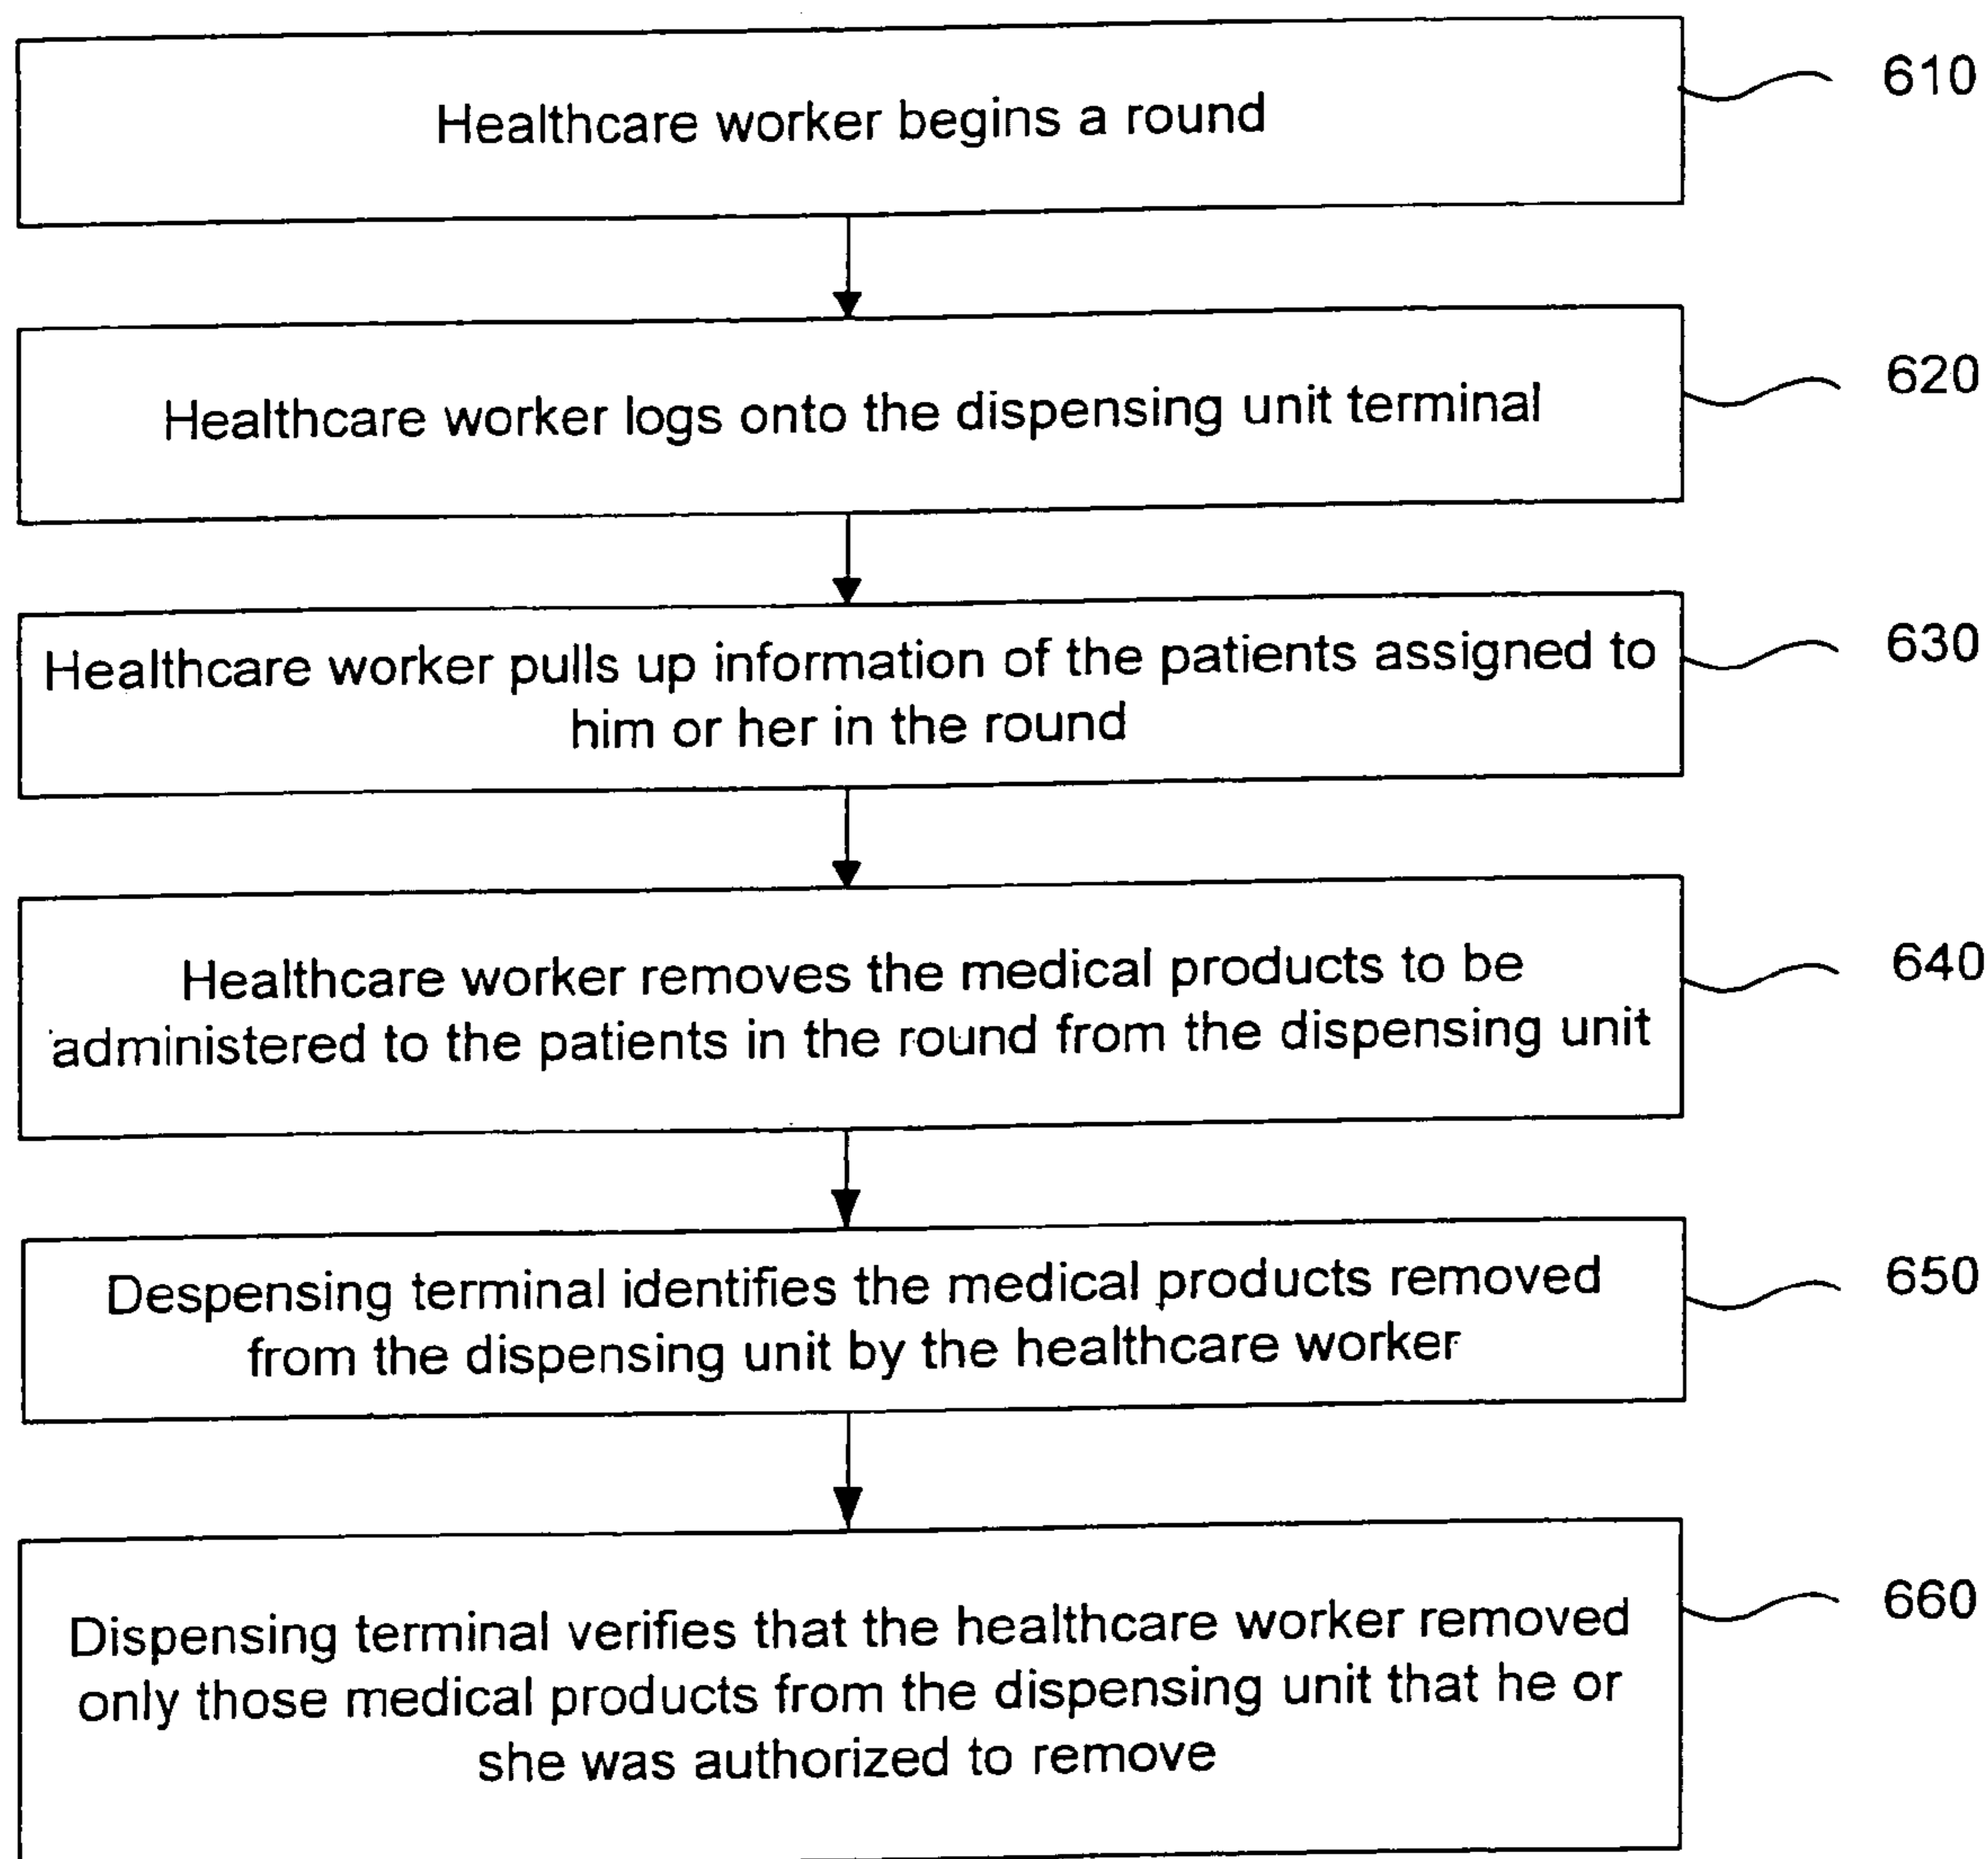 Healthcare worker begins a round
610
Healthcare worker logs onto the dispensing unit terminal
620
Healthcare worker pulls up information of the patients assigned to
him or her in the round
630
Healthcare worker removes the medical products to be
administered to the patients in the round from the dispensing unit
640
Despensing terminal identifies the medical products removed
from the dispensing unit by the healthcare worker
650
Dispensing terminal verifies that the healthcare worker removed
only those medical products from the dispensing unit that he or
she was authorized to remove
660